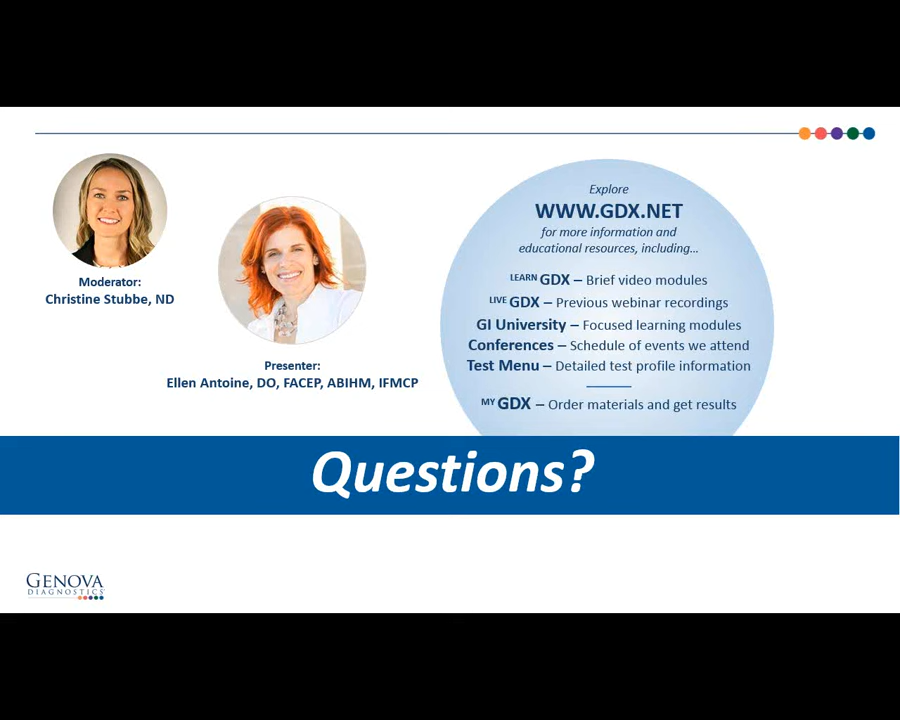 Moderator:
Christine Stubbe, ND
Presenter:
Ellen Antoine, DO, FACEP, ABIHM, IFMCP
Explore
WWW.GDX.NET
for more information and
educational resources, including…
LEARN GDX – Brief video modules
LIVE GDX – Previous webinar recordings
GI University – Focused learning modules
Conferences – Schedule of events we attend
Test Menu – Detailed test profile information
MY GDX – Order materials and get results
Questions?
GENOVA
DIAGNOSTICS